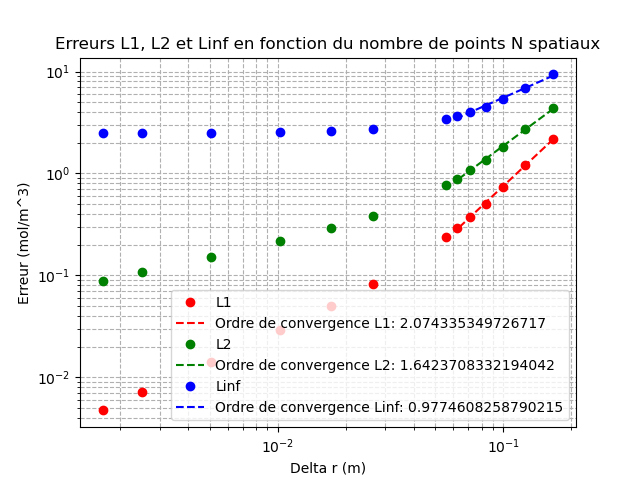 Erreurs L1, L2 et Linf en fonction du nombre de points N spatiaux
10^1
10^0
10^-1
10^-2
Erreur (mol/m^3)
L1
Ordre de convergence L1: 2.074335349726717
L2
Ordre de convergence L2: 1.6423708332194042
Linf
Ordre de convergence Linf: 0.9774608258790215
10^-2 10^-1
Delta r (m)